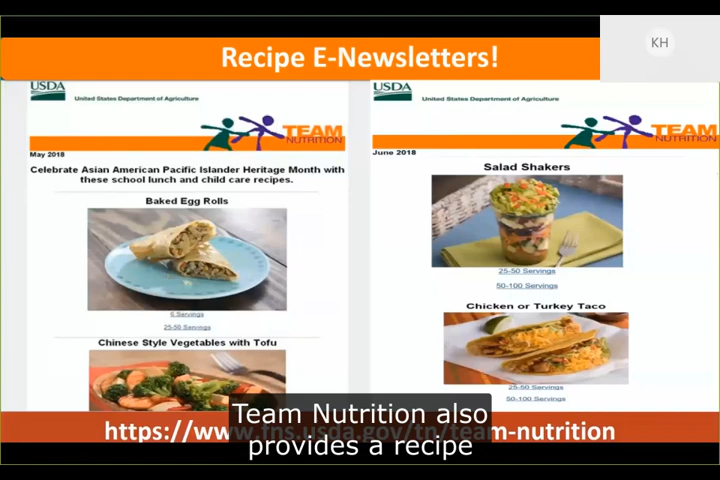 Recipe E-Newsletters!
KH
USDA
United States Department of Agriculture
TEAM
NUTRITION
May 2018
Celebrate Asian American Pacific Islander Heritage Month with
these school lunch and child care recipes.
Baked Egg Rolls
6 Servings
25-50 Servings
Chinese Style Vegetables with Tofu
USDA
United States Department of Agriculture
TEAM
NUTRITION
June 2018
Salad Shakers
25-50 Servings
50-100 Servings
Chicken or Turkey Taco
25-50 Servings
50-100 Servings
https://www.fns.usda.gov/tn/team-nutrition
Team Nutrition also
provides a recipe